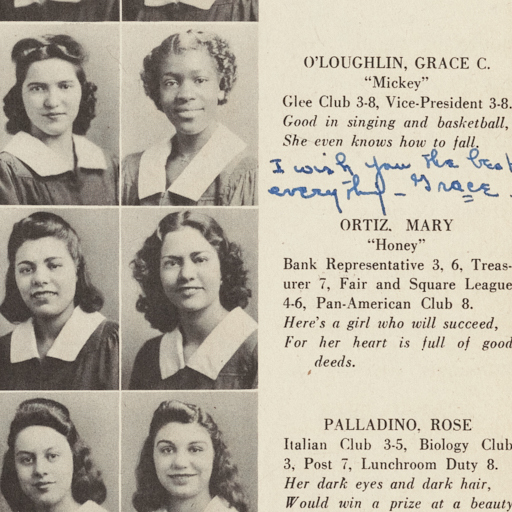 O'LOUGHLIN, GRACE C.
"Mickey"
Glee Club 3-8, Vice-President 3-8.
Good in singing and basketball,
She even knows how to fall.
I wish you the best
everythg - Grace
ORTIZ, MARY
"Honey"
Bank Representative 3, 6, Treas-
urer 7, Fair and Square League
4-6, Pan-American Club 8.
Here's a girl who will succeed,
For her heart is full of good
deeds.
PALLADINO, ROSE
Italian Club 3-5, Biology Club
3, Post 7, Lunchroom Duty 8.
Her dark eyes and dark hair,
Would win a prize at a beauty